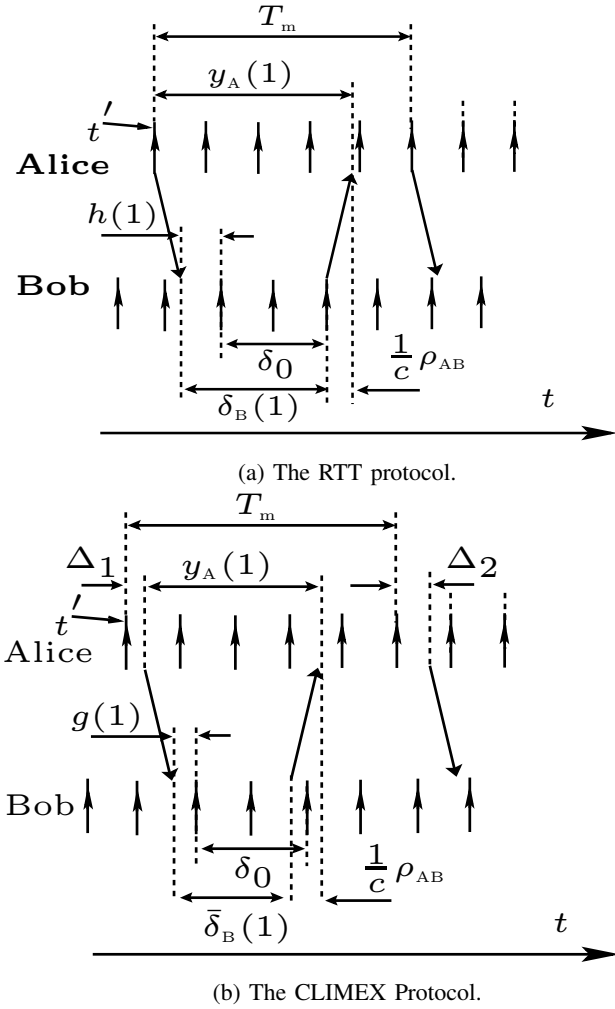 T_m
y_A(1)
t'
Alice
h(1)
Bob
δ_0
1/c ρ_AB
δ_B(1)
t
(a) The RTT protocol.
T_m
Δ_1 y_A(1) Δ_2
t'
Alice
g(1)
Bob
δ_0
1/c ρ_AB
δ̄_B(1)
t
(b) The CLIMEX Protocol.